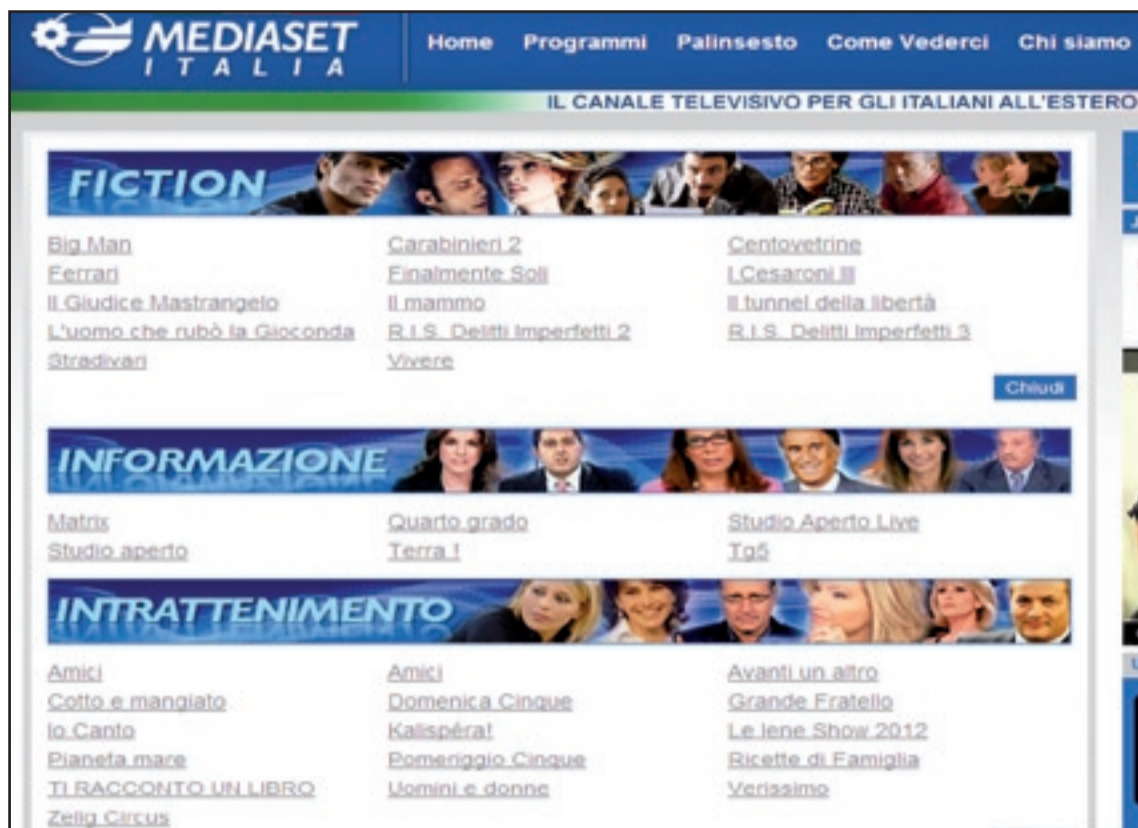 MEDIASET
ITALIA
Home Programmi Palinsesto Come Vederci Chi siamo
IL CANALE TELEVISIVO PER GLI ITALIANI ALL'ESTERO
FICTION
Big Man Carabinieri 2 Centovetrine
Ferrari Finalmente Soli I Cesaroni III
Il Giudice Mastrangelo Il mammo Il tunnel della libertà
L'uomo che rubò la Gioconda R.I.S. Delitti Imperfetti 2 R.I.S. Delitti Imperfetti 3
Stradivari Vivere
Chiudi
INFORMAZIONE
Matrix Quarto grado Studio Aperto Live
Studio aperto Terra ! Tg5
INTRATTENIMENTO
Amici Amici Avanti un altro
Cotto e mangiato Domenica Cinque Grande Fratello
Io Canto Kalispéra! Le Iene Show 2012
Pianeta mare Pomeriggio Cinque Ricette di Famiglia
TI RACCONTO UN LIBRO Uomini e donne Verissimo
Zelig Circus